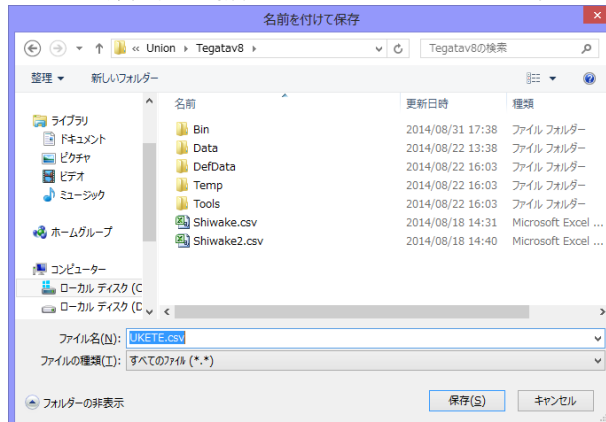 名前を付けて保存
« Union ▸ Tegatav8 ▸
Tegatav8の検索
整理 ▼ 新しいフォルダー
名前 更新日時 種類
ライブラリ
ドキュメント
ピクチャ
ビデオ
ミュージック
ホームグループ
コンピューター
ローカル ディスク (C
ローカル ディスク (D
Bin 2014/08/31 17:38 ファイル フォルダー
Data 2014/08/22 13:38 ファイル フォルダー
DefData 2014/08/22 16:03 ファイル フォルダー
Temp 2014/08/22 16:03 ファイル フォルダー
Tools 2014/08/22 16:03 ファイル フォルダー
Shiwake.csv 2014/08/18 14:31 Microsoft Excel ...
Shiwake2.csv 2014/08/18 14:40 Microsoft Excel ...
ファイル名(N): UKETE.csv
ファイルの種類(T): すべてのファイル (*.*)
フォルダーの非表示
保存(S) キャンセル